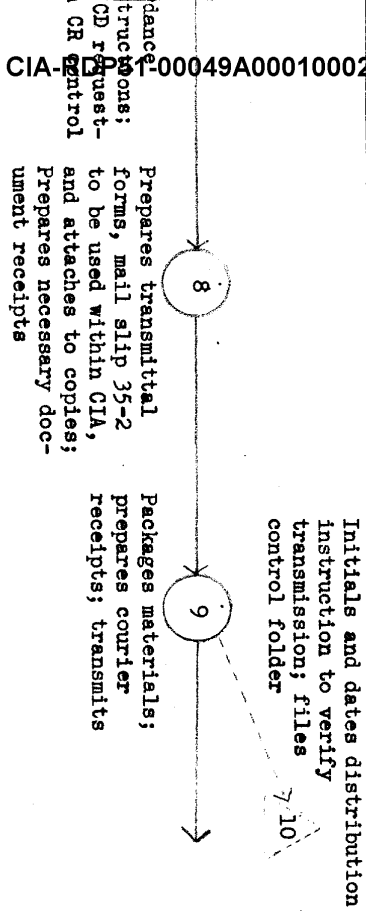 CIA-RDP81-00049A00010002
dance
tructions;
CD request-
CR control
8
Prepares transmittal
forms, mail slip 35-2
to be used within CIA,
and attaches to copies;
Prepares necessary doc-
ument receipts
9
Packages materials;
prepares courier
receipts; transmits
10
Initials and dates distribution
instruction to verify
transmission; files
control folder